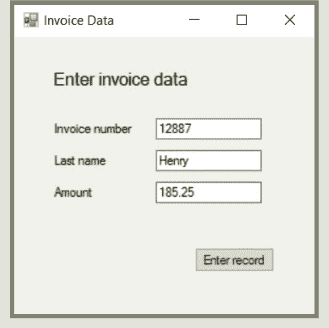 Invoice Data
Enter invoice data
Invoice number 12887
Last name Henry
Amount 185.25
Enter record